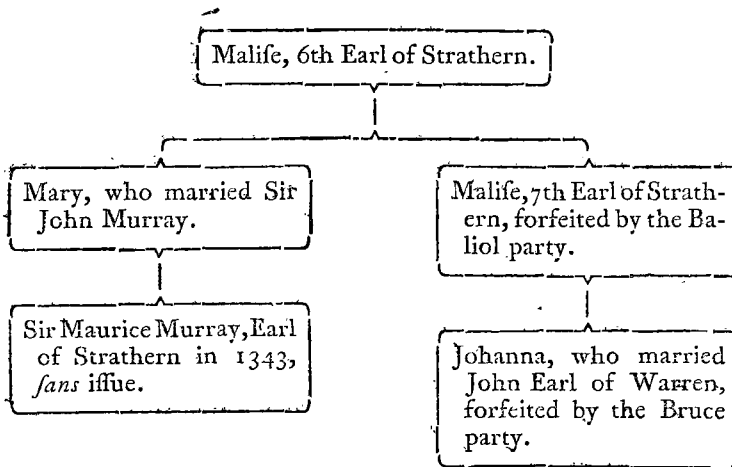 Maliſe, 6th Earl of Strathern.
Mary, who married Sir
John Murray.
Maliſe, 7th Earl of Strath-
ern, forfeited by the Ba-
liol party.
Sir Maurice Murray, Earl
of Strathern in 1343,
ſans iſſue.
Johanna, who married
John Earl of Warren,
forfeited by the Bruce
party.